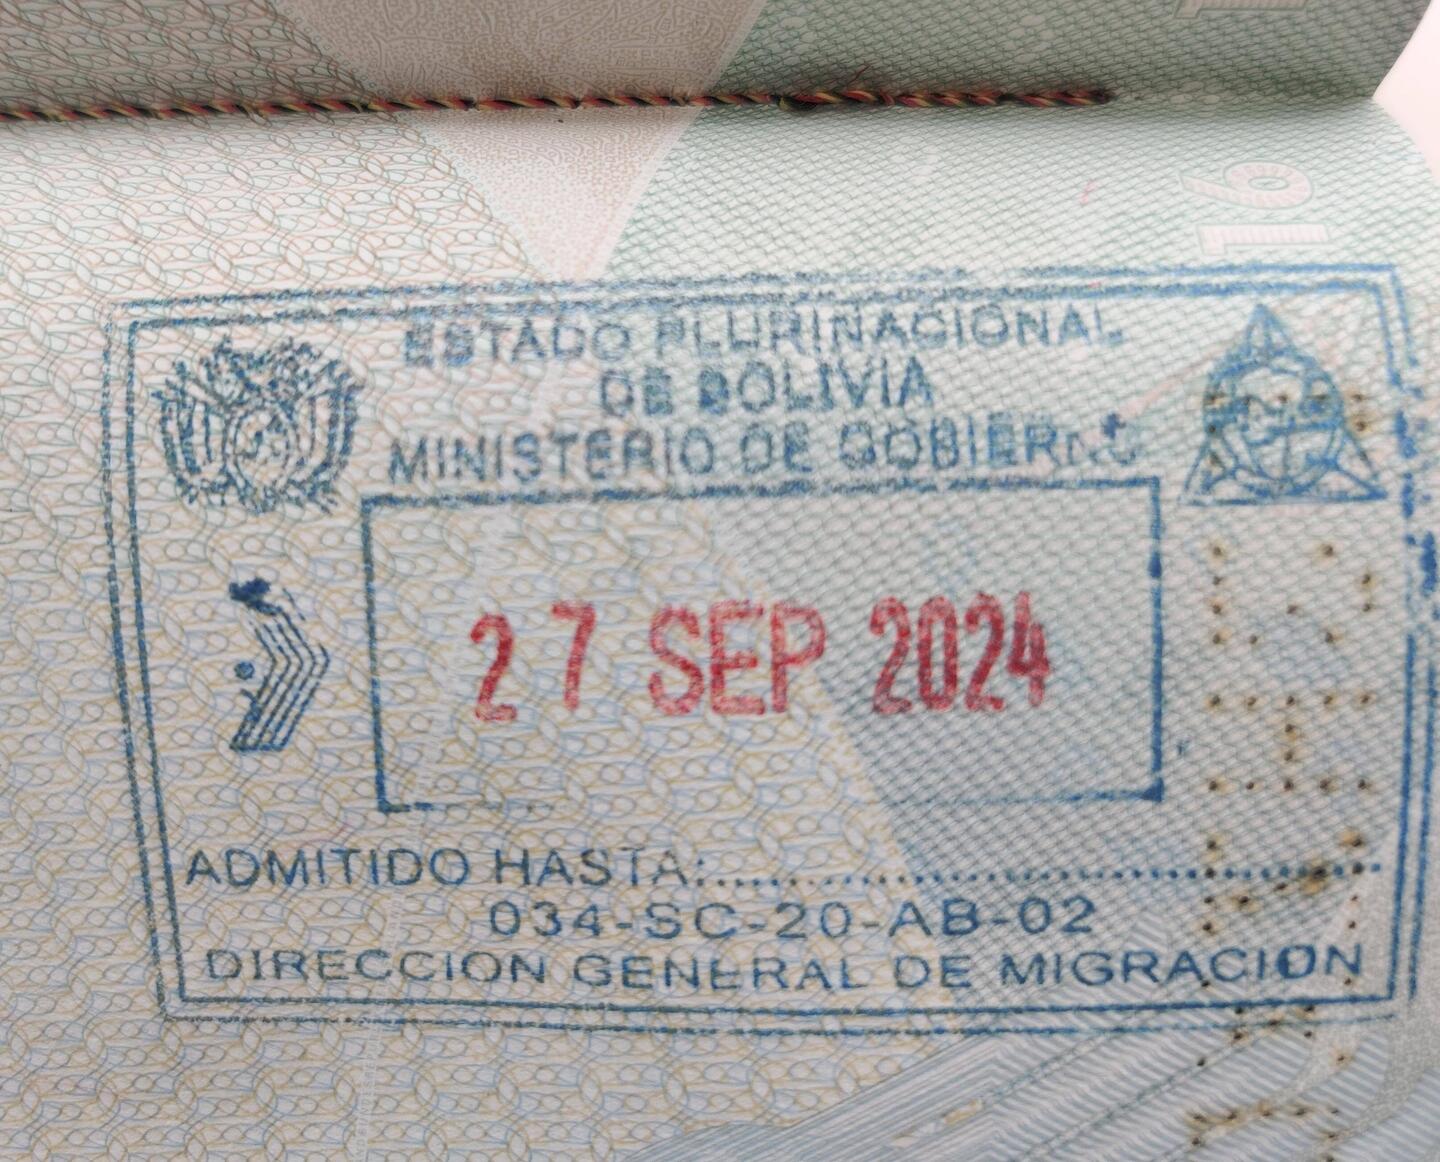 16
ESTADO PLURINACIONAL
DE BOLIVIA
MINISTERIO DE GOBIERNO
27 SEP 2024
ADMITIDO HASTA:..............................
034-SC-20-AB-02
DIRECCION GENERAL DE MIGRACION